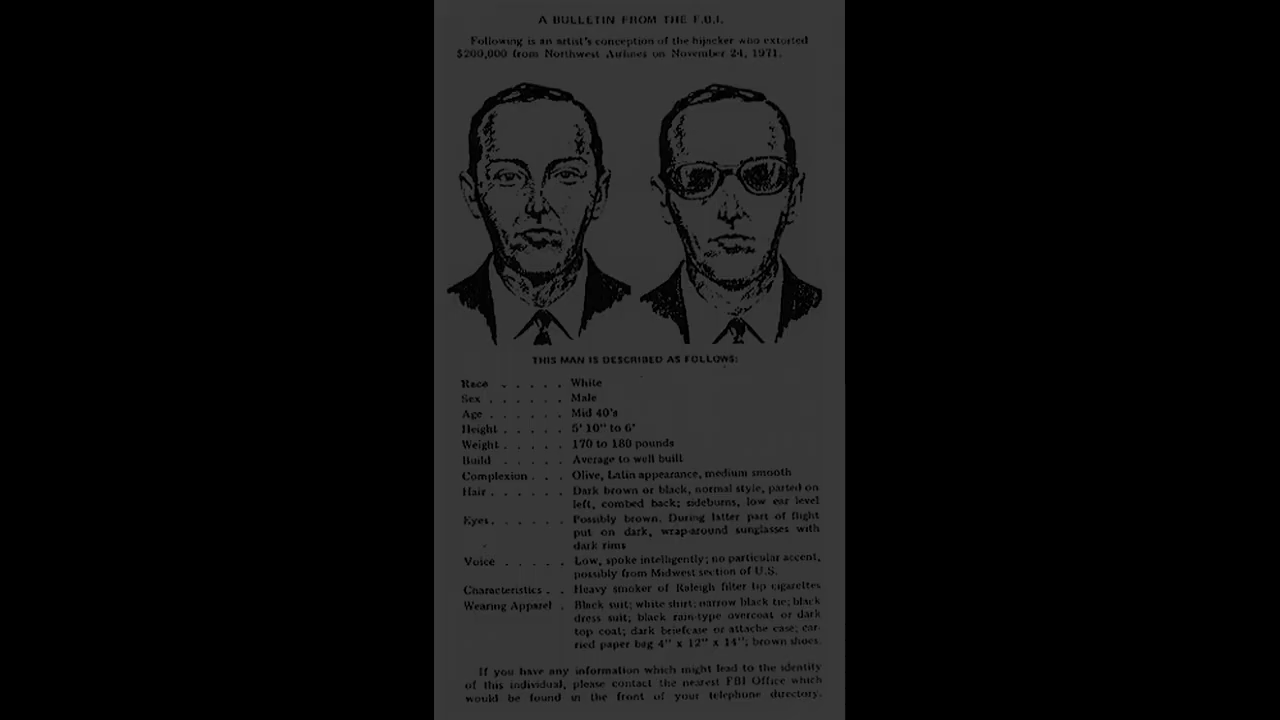 A BULLETIN FROM THE F.B.I.
Following is an artist's conception of the hijacker who extorted
$200,000 from Northwest Airlines on November 24, 1971.
THIS MAN IS DESCRIBED AS FOLLOWS:
Race . . . . . White
Sex . . . . . . Male
Age . . . . . . Mid 40's
Height . . . . . 5' 10" to 6'
Weight . . . . . 170 to 180 pounds
Build . . . . . Average to well built
Complexion . . . Olive, Latin appearance, medium smooth
Hair . . . . . . Dark brown or black, normal style, parted on
left, combed back; sideburns, low ear level
Eyes . . . . . . Possibly brown. During latter part of flight
put on dark, wrap-around sunglasses with
dark rims
Voice . . . . . Low, spoke intelligently; no particular accent,
possibly from Midwest section of U.S.
Characteristics . . Heavy smoker of Raleigh filter tip cigarettes
Wearing Apparel . Black suit; white shirt; narrow black tie; black
dress suit; black rain-type overcoat or dark
top coat; dark briefcase or attache case; car-
ried paper bag 4" x 12" x 14"; brown shoes.
If you have any information which might lead to the identity
of this individual, please contact the nearest FBI Office which
would be found in the front of your telephone directory.